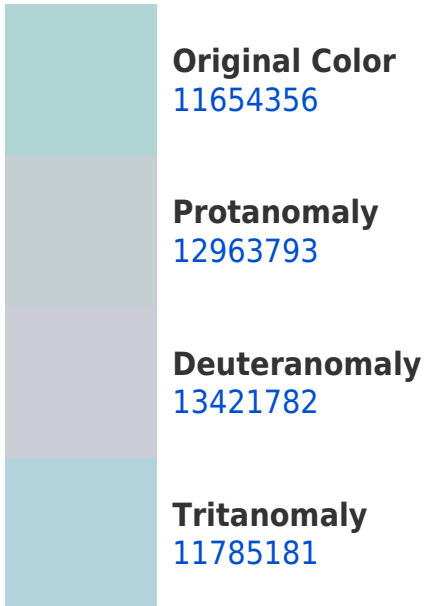 Original Color
11654356
Protanomaly
12963793
Deuteranomaly
13421782
Tritanomaly
11785181